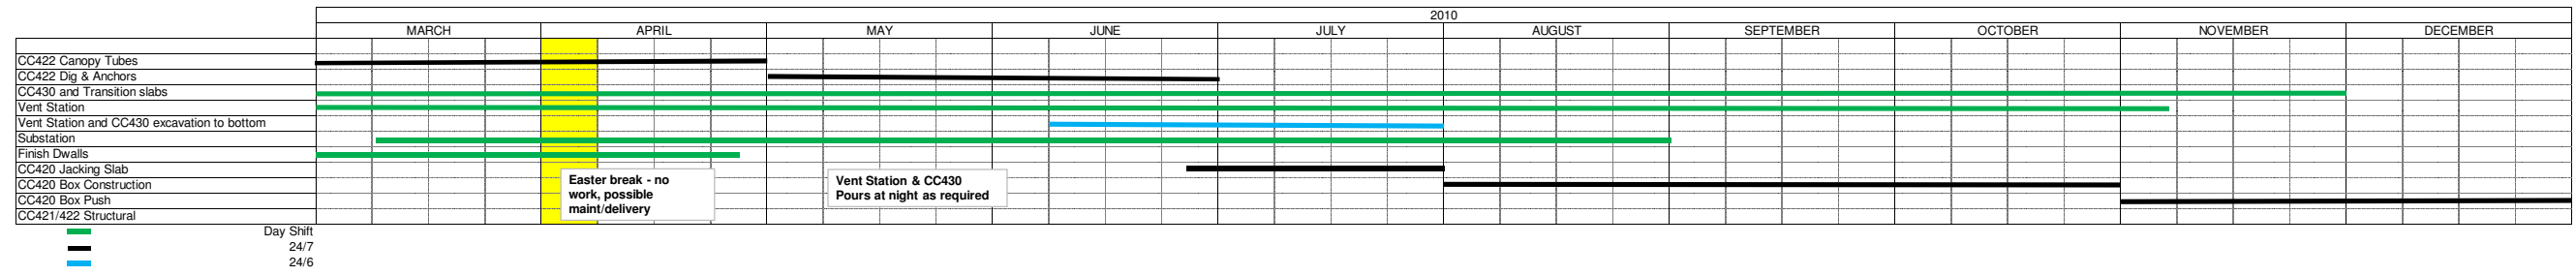 2010
MARCH APRIL MAY JUNE JULY AUGUST SEPTEMBER OCTOBER NOVEMBER DECEMBER
CC422 Canopy Tubes
CC422 Dig & Anchors
CC430 and Transition slabs
Vent Station
Vent Station and CC430 excavation to bottom
Substation
Finish Dwalls
CC420 Jacking Slab
CC420 Box Construction
CC420 Box Push
CC421/422 Structural
Easter break - no
work, possible
maint/delivery
Vent Station & CC430
Pours at night as required
Day Shift
24/7
24/6